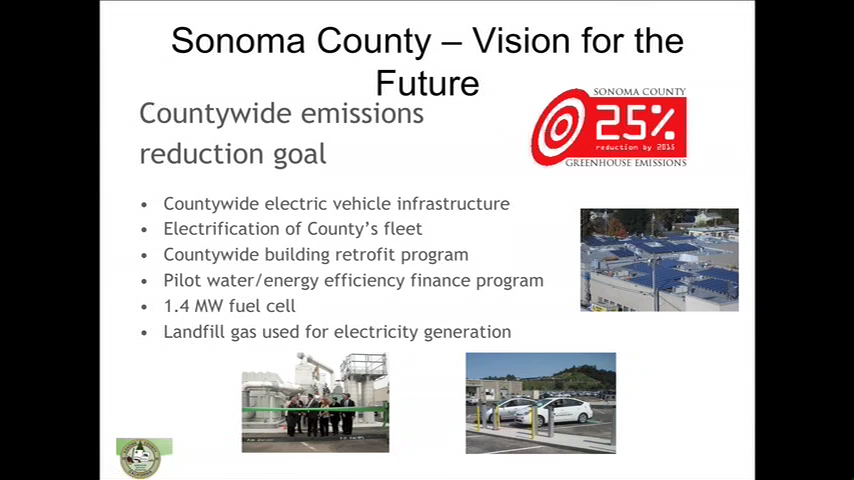 Sonoma County – Vision for the
Future
Countywide emissions
reduction goal
SONOMA COUNTY
25%
reduction by 2015
GREENHOUSE EMISSIONS
• Countywide electric vehicle infrastructure
• Electrification of County's fleet
• Countywide building retrofit program
• Pilot water/energy efficiency finance program
• 1.4 MW fuel cell
• Landfill gas used for electricity generation